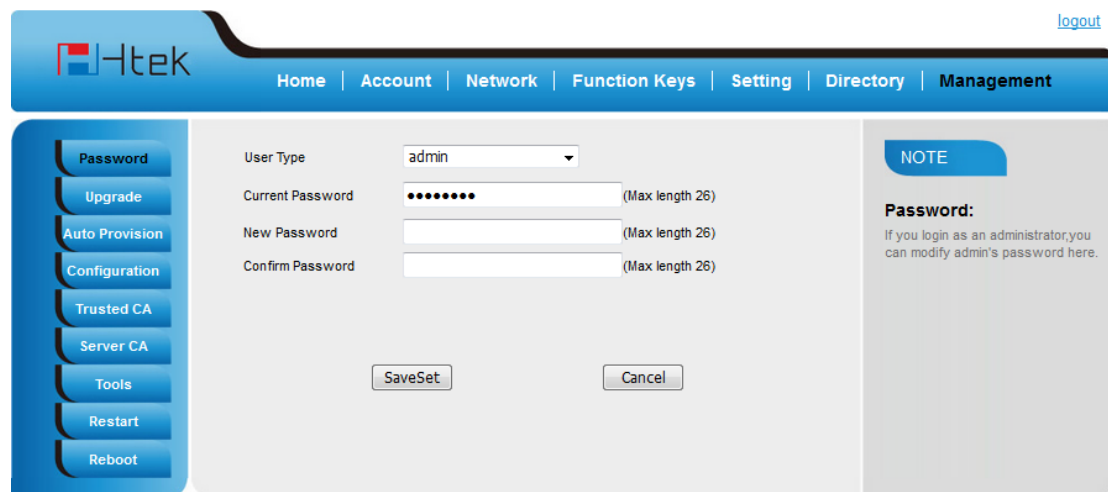 logout
Htek
Home | Account | Network | Function Keys | Setting | Directory | Management
Password
Upgrade
Auto Provision
Configuration
Trusted CA
Server CA
Tools
Restart
Reboot
User Type admin
Current Password •••••••• (Max length 26)
New Password (Max length 26)
Confirm Password (Max length 26)
SaveSet Cancel
NOTE
Password:
If you login as an administrator,you
can modify admin's password here.